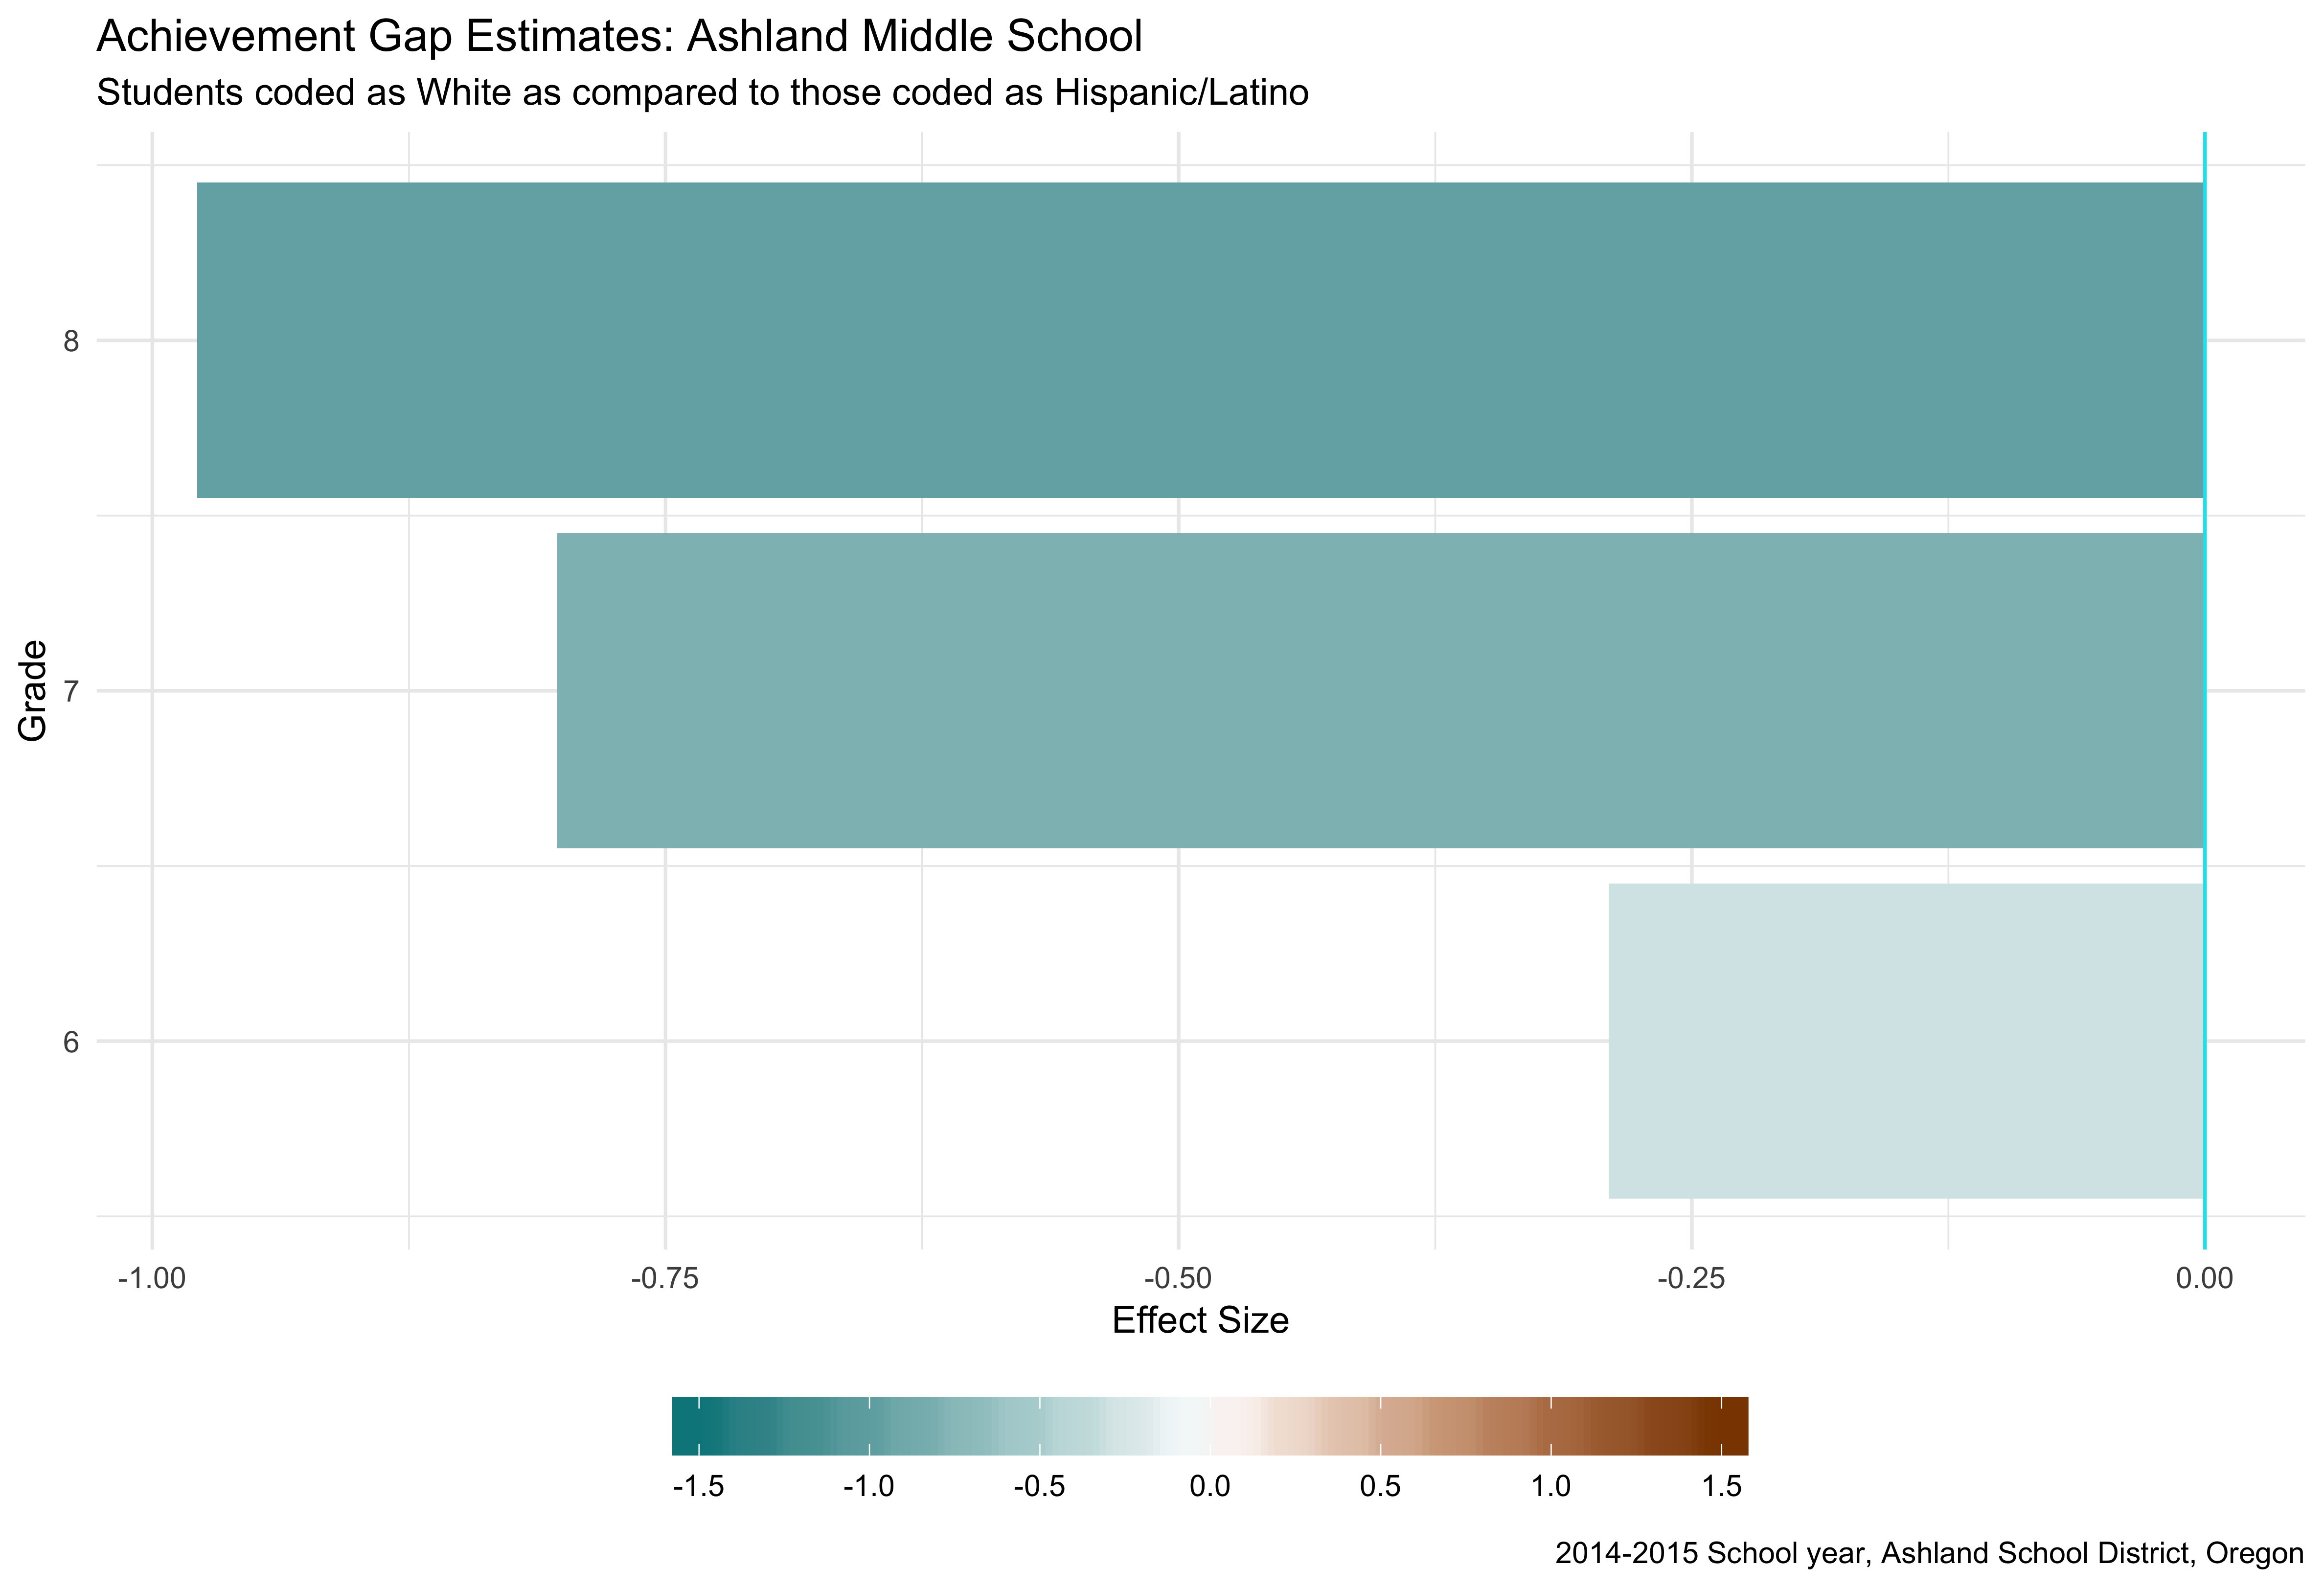 Achievement Gap Estimates: Ashland Middle School
Students coded as White as compared to those coded as Hispanic/Latino
Grade
8
7
6
-1.00 -0.75 -0.50 -0.25 0.00
Effect Size
-1.5 -1.0 -0.5 0.0 0.5 1.0 1.5
2014-2015 School year, Ashland School District, Oregon